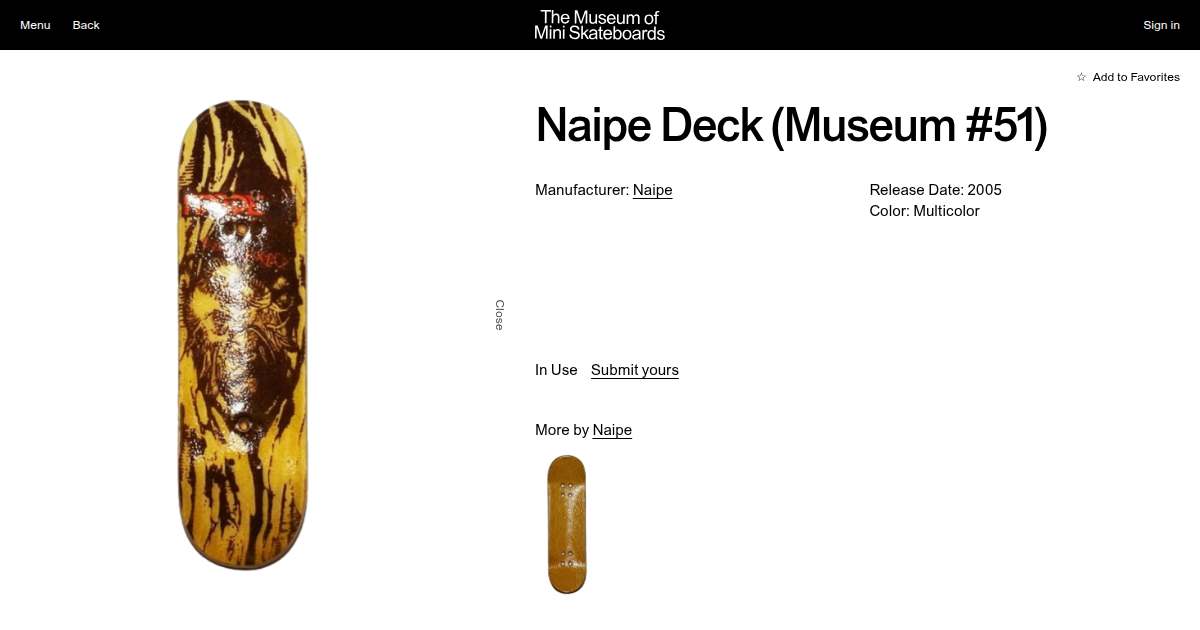 Menu
Back
The Museum of
Mini Skateboards
Sign in
☆ Add to Favorites
Naipe Deck (Museum #51)
Manufacturer: Naipe
Release Date: 2005
Color: Multicolor
Close
In Use Submit yours
More by Naipe